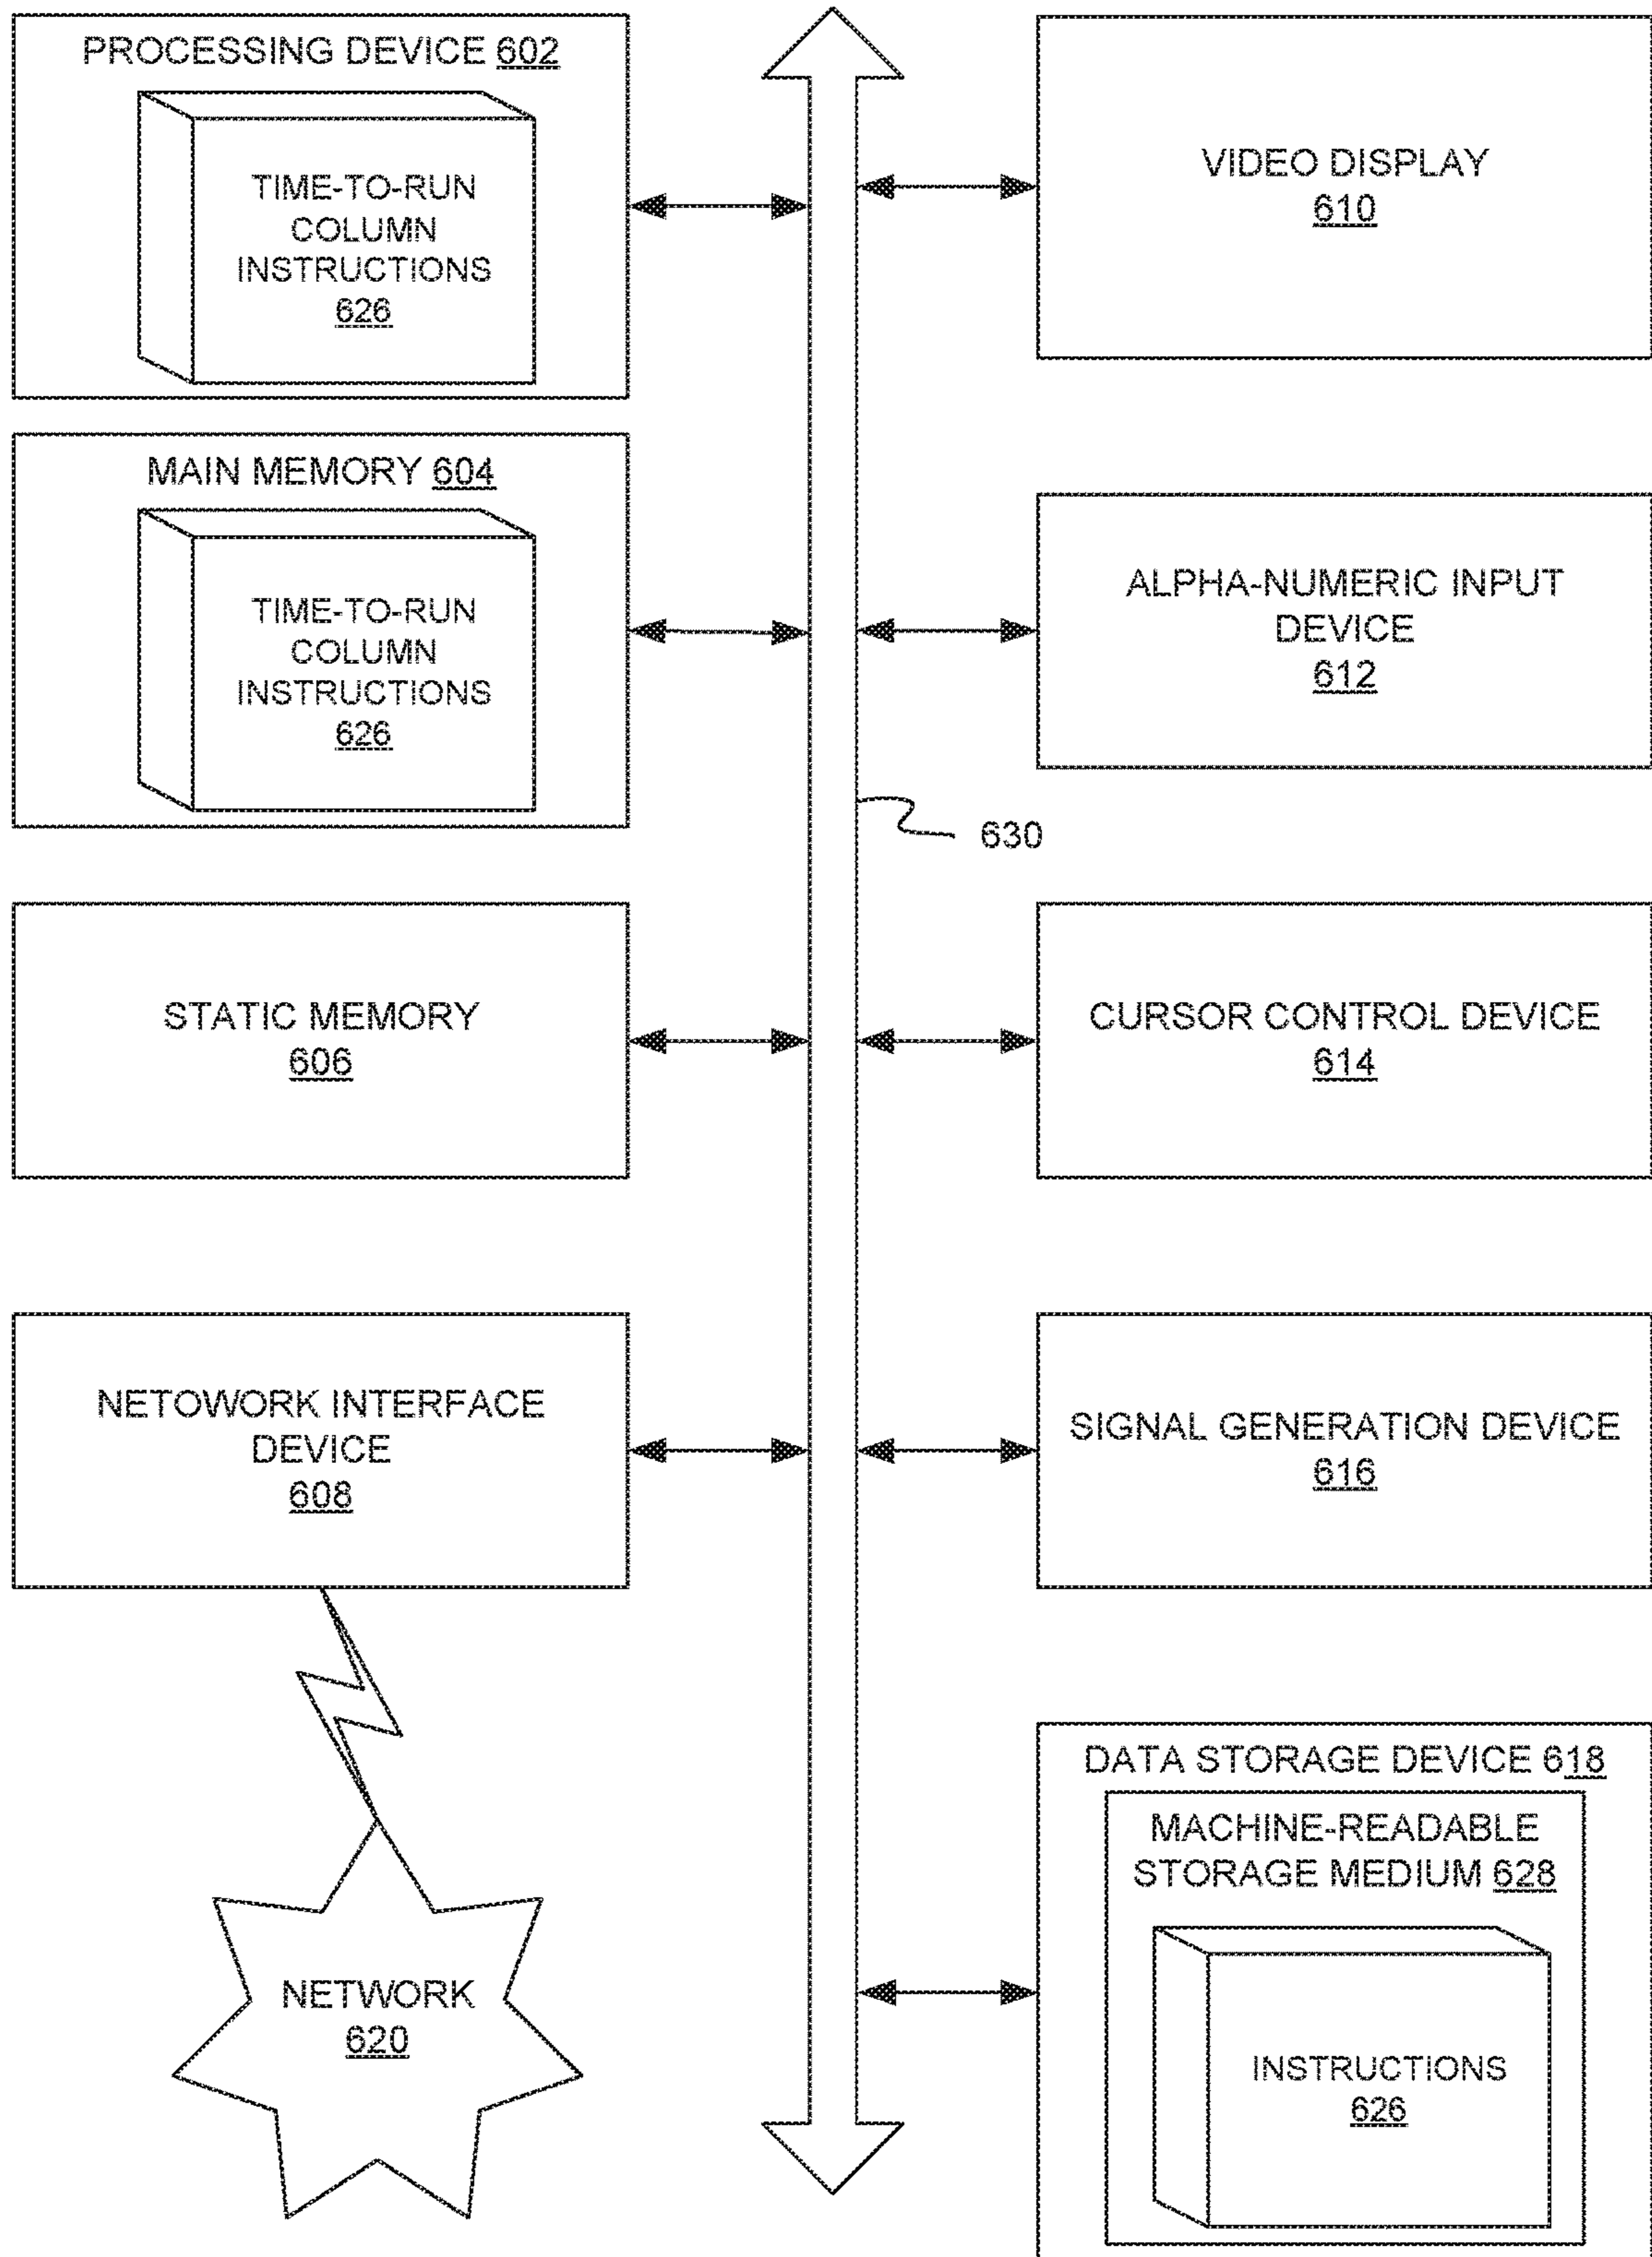 PROCESSING DEVICE 602
TIME-TO-RUN
COLUMN
INSTRUCTIONS
626
MAIN MEMORY 604
TIME-TO-RUN
COLUMN
INSTRUCTIONS
626
STATIC MEMORY
606
NETOWORK INTERFACE
DEVICE
608
NETWORK
620
630
VIDEO DISPLAY
610
ALPHA-NUMERIC INPUT
DEVICE
612
CURSOR CONTROL DEVICE
614
SIGNAL GENERATION DEVICE
616
DATA STORAGE DEVICE 618
MACHINE-READABLE
STORAGE MEDIUM 628
INSTRUCTIONS
626